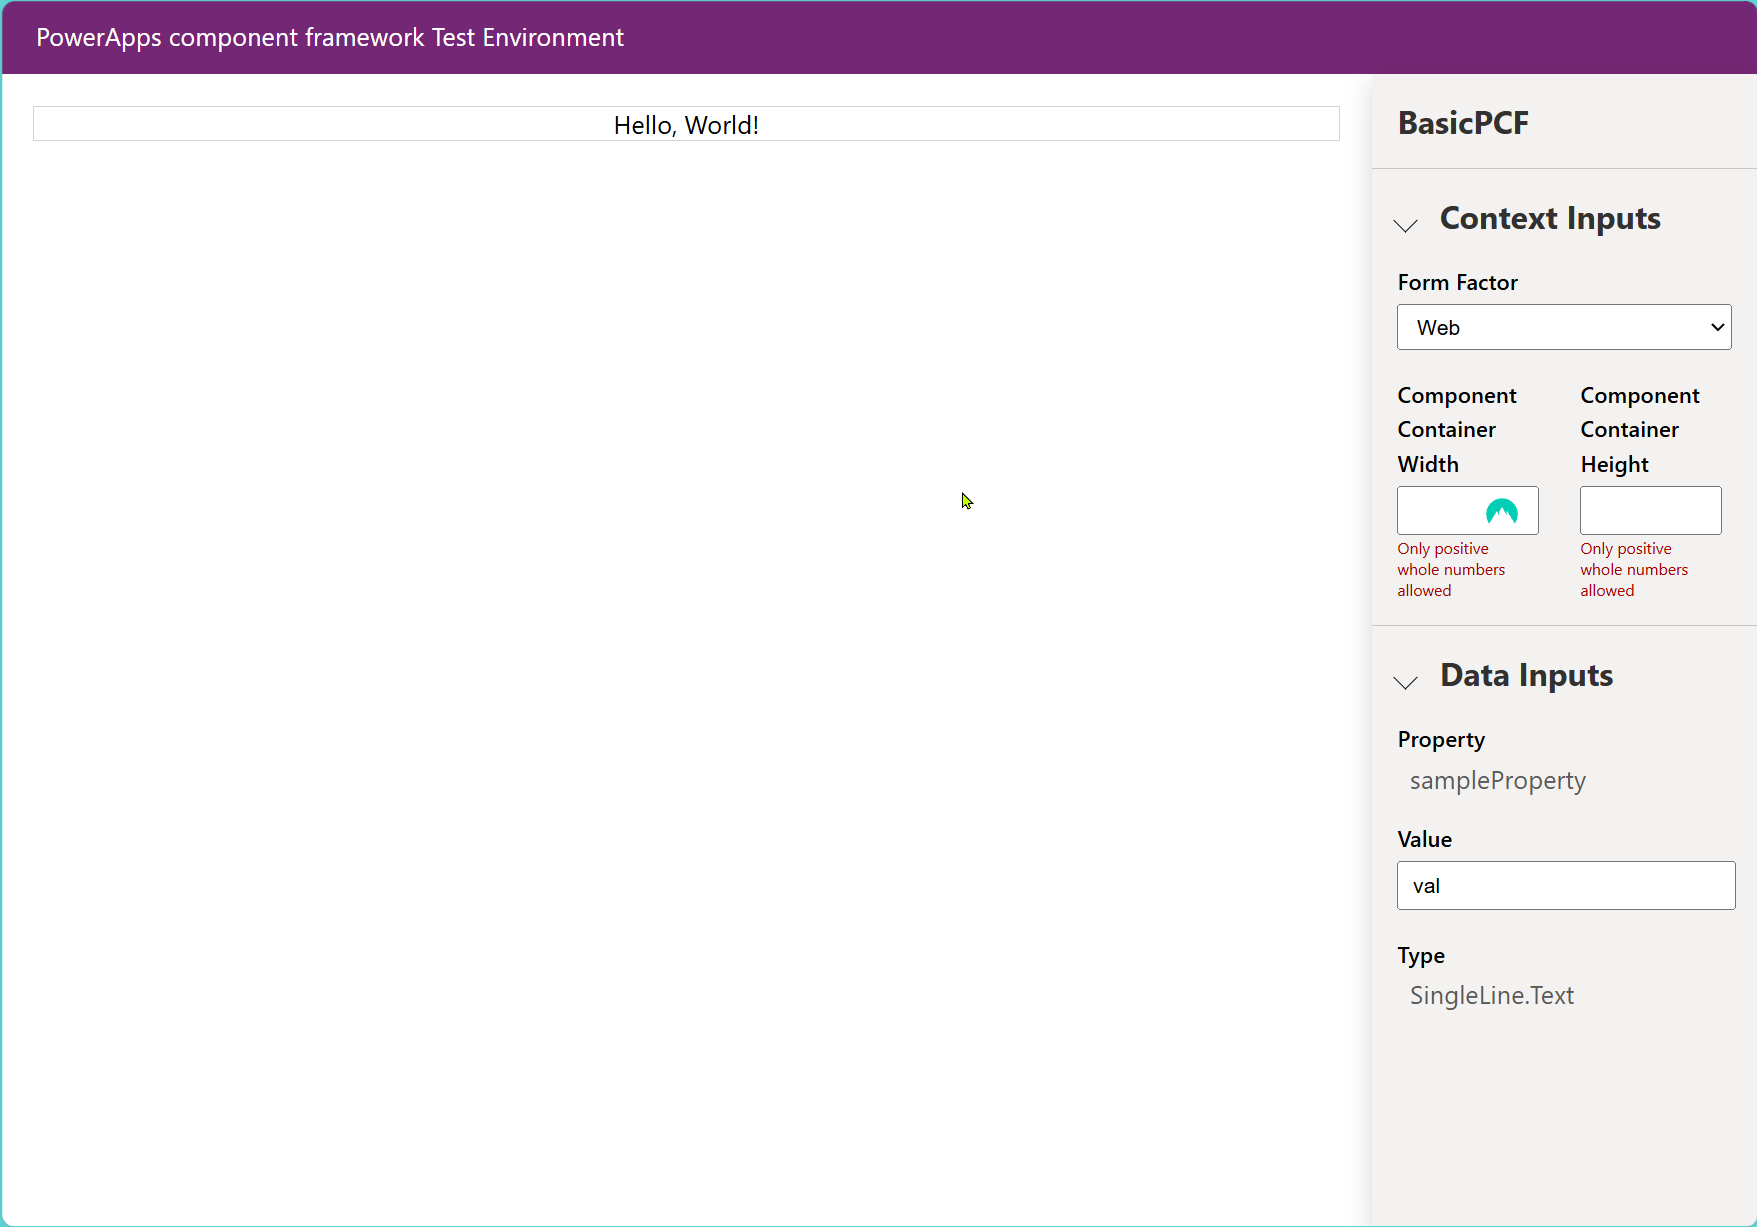 PowerApps component framework Test Environment
Hello, World!
BasicPCF
Context Inputs
Form Factor
Web
Component
Container
Width
Component
Container
Height
Only positive
whole numbers
allowed
Only positive
whole numbers
allowed
Data Inputs
Property
sampleProperty
Value
val
Type
SingleLine.Text